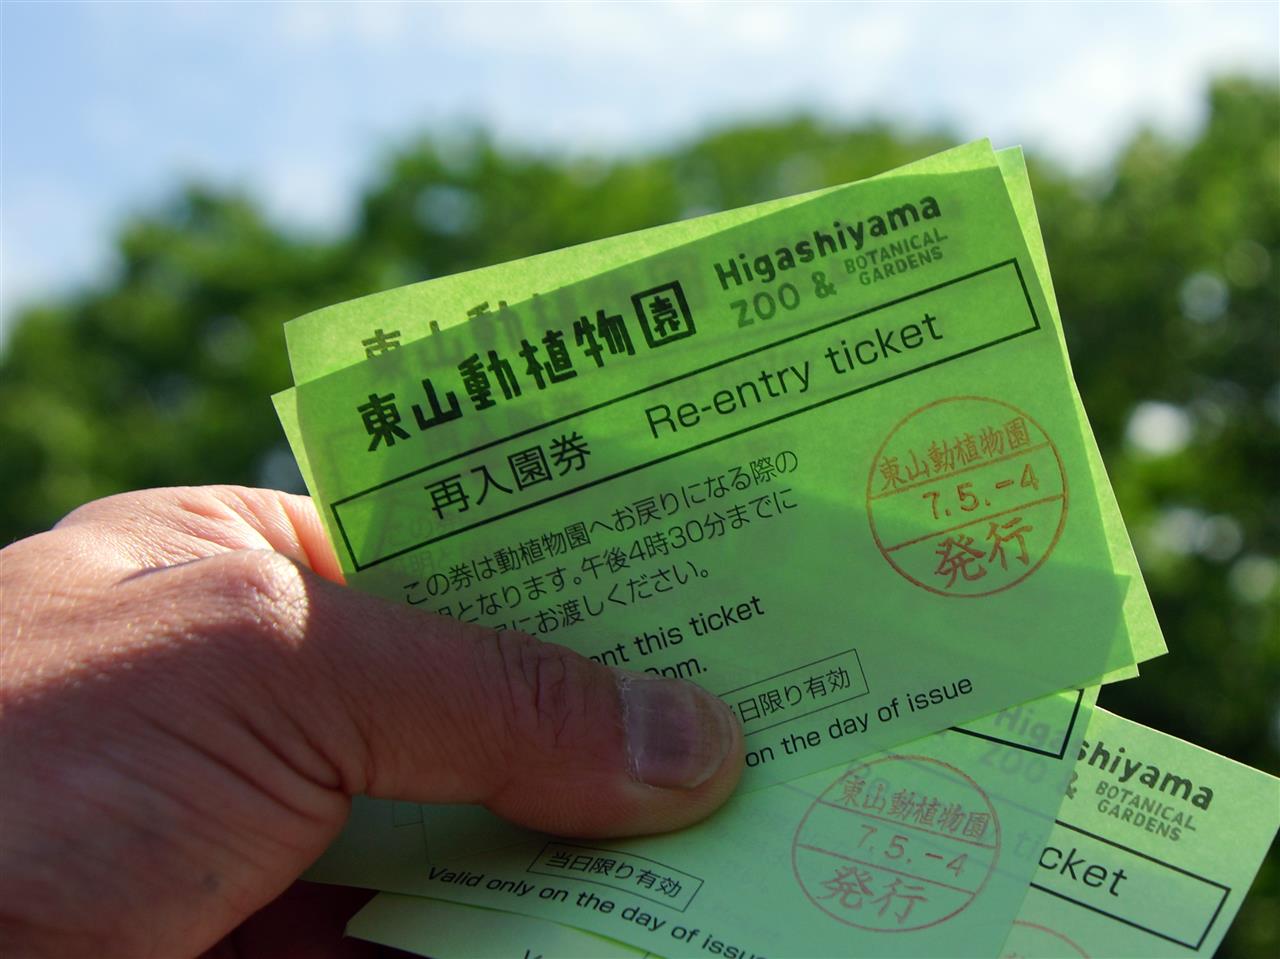 東山動植物園
Higashiyama
ZOO & BOTANICAL
GARDENS
再入園券 Re-entry ticket
この券は動植物園へお戻りになる際の
となります。午後4時30分までに
にお渡しください。
this ticket
当日限り有効
on the day of issue
東山動植物園
7.5.-4
発行
東山動植物園
7.5.-4
発行
当日限り有効
Valid only on the day of issue
Higashiyama
ZOO & BOTANICAL
GARDENS
ticket